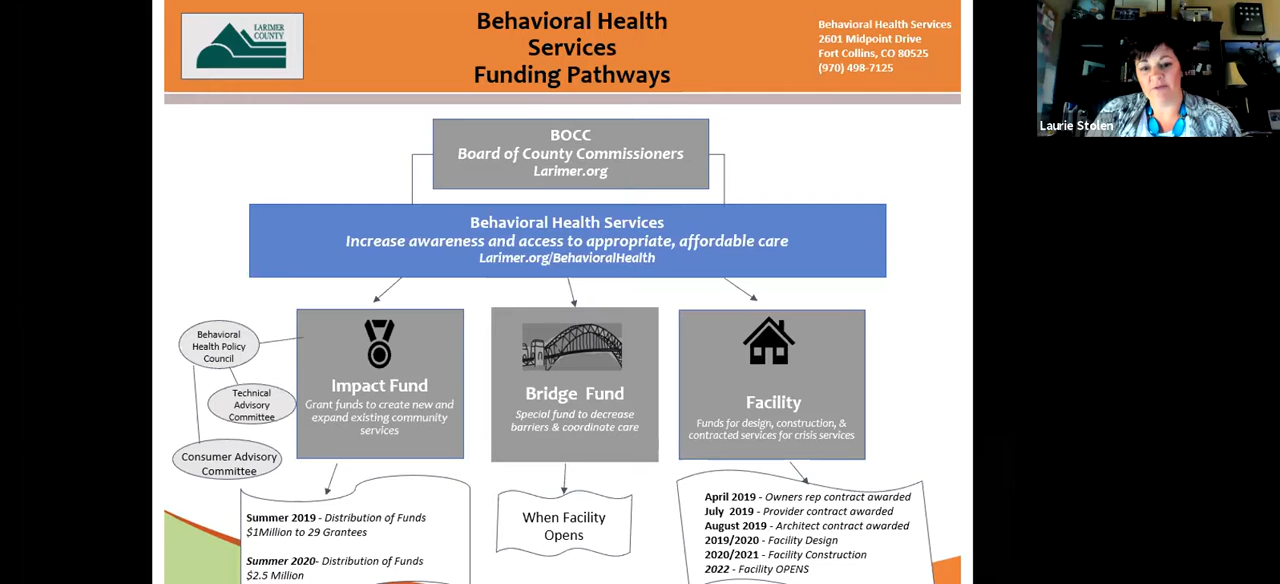 LARIMER
COUNTY
Behavioral Health
Services
Funding Pathways
Behavioral Health Services
2601 Midpoint Drive
Fort Collins, CO 80525
(970) 498-7125
Laurie Stolen
BOCC
Board of County Commissioners
Larimer.org
Behavioral Health Services
Increase awareness and access to appropriate, affordable care
Larimer.org/BehavioralHealth
Behavioral
Health Policy
Council
Technical
Advisory
Committee
Consumer Advisory
Committee
Impact Fund
Grant funds to create new and
expand existing community
services
Bridge Fund
Special fund to decrease
barriers & coordinate care
Facility
Funds for design, construction, &
contracted services for crisis services
Summer 2019 - Distribution of Funds
$1Million to 29 Grantees
Summer 2020- Distribution of Funds
$2.5 Million
When Facility
Opens
April 2019 - Owners rep contract awarded
July 2019 - Provider contract awarded
August 2019 - Architect contract awarded
2019/2020 - Facility Design
2020/2021 - Facility Construction
2022 - Facility OPENS